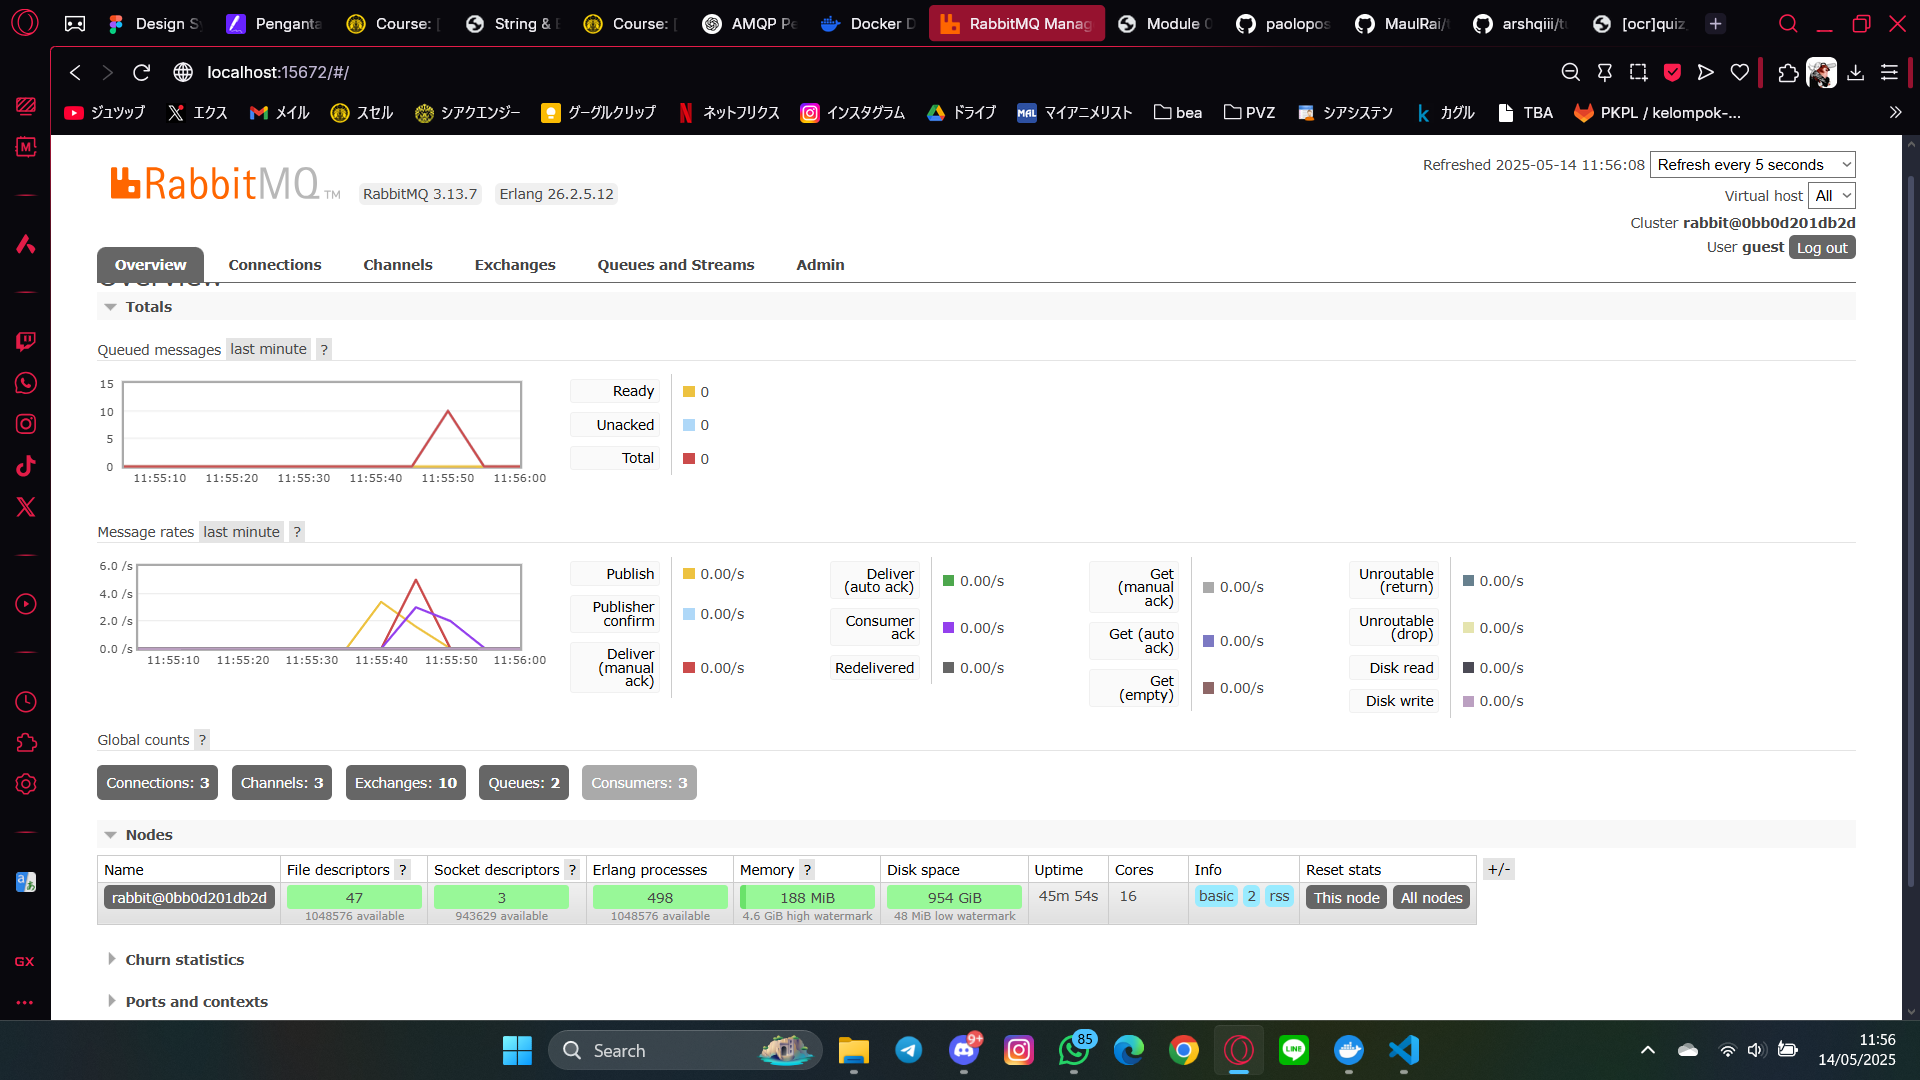 Design Sy
Penganta
Course: [
String & E
Course: [
AMQP Pe
Docker D
RabbitMQ Manag
Module 0
paolopos
MaulRai/t
arshqiii/tu
[ocr]quiz_
localhost:15672/#/
ジュツップ
エクス
メイル
スセル
シアクエンジー
グーグルクリップ
ネットフリクス
インスタグラム
ドライブ
マイアニメリスト
bea
PVZ
シアシステン
カグル
TBA
PKPL / kelompok-...
RabbitMQ TM
RabbitMQ 3.13.7
Erlang 26.2.5.12
Refreshed 2025-05-14 11:56:08
Refresh every 5 seconds
Virtual host All
Cluster rabbit@0bb0d201db2d
User guest Log out
Overview
Connections
Channels
Exchanges
Queues and Streams
Admin
Overview
Totals
Queued messages last minute ?
15
10
5
0
11:55:10 11:55:20 11:55:30 11:55:40 11:55:50 11:56:00
Ready 0
Unacked 0
Total 0
Message rates last minute ?
6.0 /s
4.0 /s
2.0 /s
0.0 /s
11:55:10 11:55:20 11:55:30 11:55:40 11:55:50 11:56:00
Publish 0.00/s
Publisher confirm 0.00/s
Deliver (manual ack) 0.00/s
Deliver (auto ack) 0.00/s
Consumer ack 0.00/s
Redelivered 0.00/s
Get (manual ack) 0.00/s
Get (auto ack) 0.00/s
Get (empty) 0.00/s
Unroutable (return) 0.00/s
Unroutable (drop) 0.00/s
Disk read 0.00/s
Disk write 0.00/s
Global counts ?
Connections: 3
Channels: 3
Exchanges: 10
Queues: 2
Consumers: 3
Nodes
Name File descriptors ? Socket descriptors ? Erlang processes Memory ? Disk space Uptime Cores Info Reset stats +/-
rabbit@0bb0d201db2d 47 3 498 188 MiB 954 GiB 45m 54s 16 basic 2 rss This node All nodes
1048576 available 943629 available 1048576 available 4.6 GiB high watermark 48 MiB low watermark
Churn statistics
Ports and contexts
GX
Search
9+
85
LINE
11:56
14/05/2025